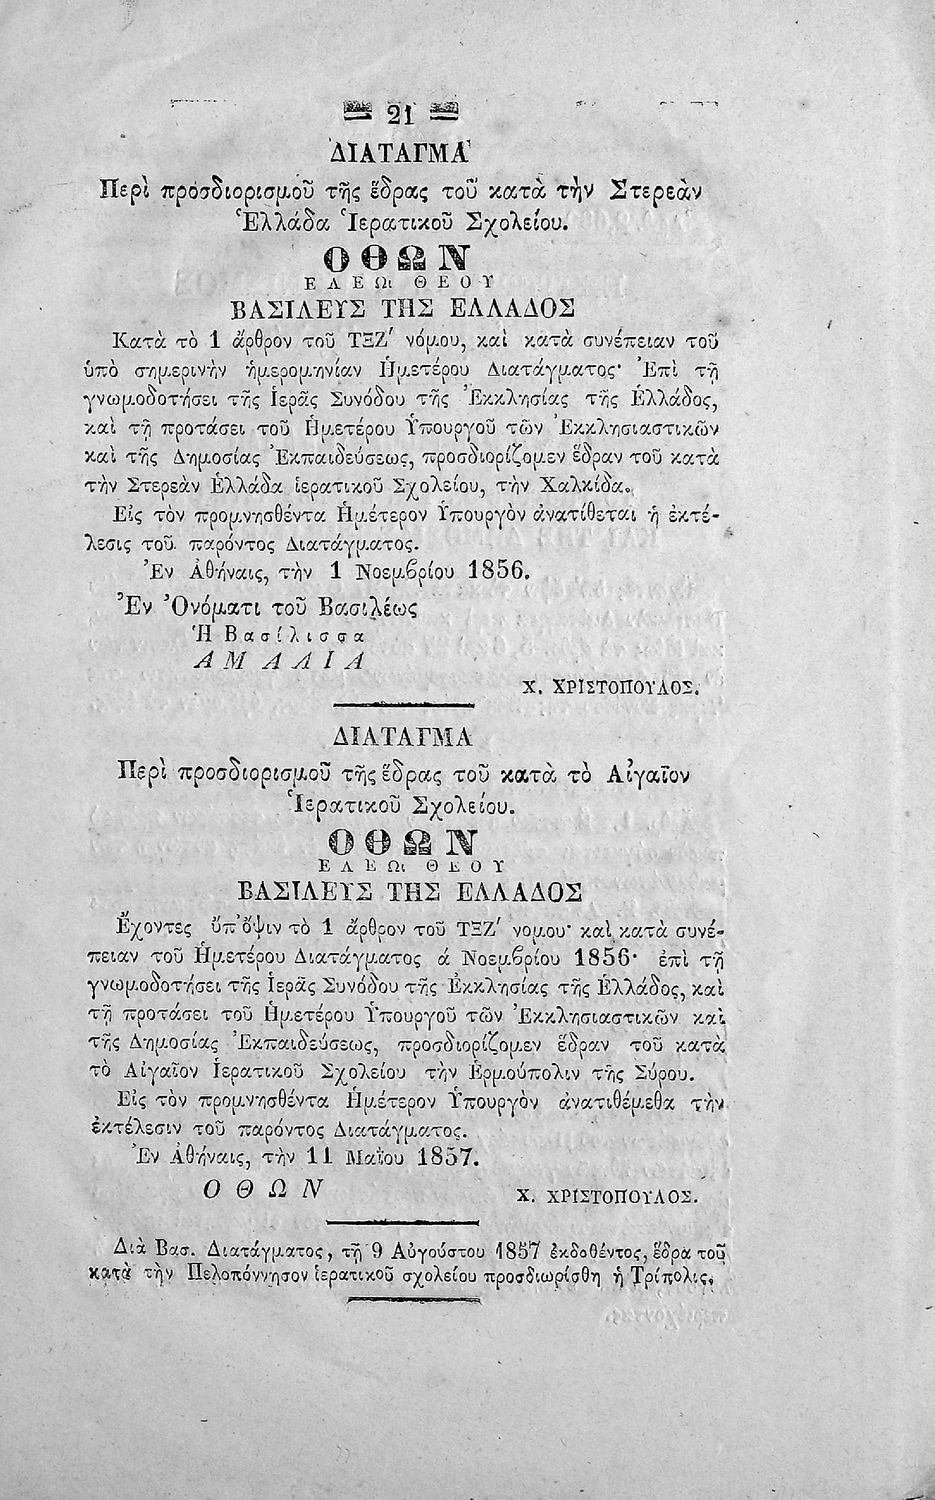 21
ΔΙΑΤΑΓΜΑ
Περὶ προσδιορισμοῦ τῆς ἕδρας τοῦ κατὰ τὴν Στερεὰν
Ἑλλάδα Ἱερατικοῦ Σχολείου.
ΟΘΩΝ
ΕΛΕΩι ΘΕΟΥ
ΒΑΣΙΛΕΥΣ ΤΗΣ ΕΛΛΑΔΟΣ
Κατὰ τὸ 1 ἄρθρον τοῦ ΤΞΖ′ νόμου, καὶ κατὰ συνέπειαν τοῦ
ὑπὸ σημερινὴν ἡμερομηνίαν Ἡμετέρου Διατάγματος· Ἐπὶ τῇ
γνωμοδοτήσει τῆς Ἱερᾶς Συνόδου τῆς Ἐκκλησίας τῆς Ἑλλάδος,
καὶ τῇ προτάσει τοῦ Ἡμετέρου Ὑπουργοῦ τῶν Ἐκκλησιαστικῶν
καὶ τῆς Δημοσίας Ἐκπαιδεύσεως, προσδιορίζομεν ἕδραν τοῦ κατὰ
τὴν Στερεὰν Ἑλλάδα ἱερατικοῦ Σχολείου, τὴν Χαλκίδα.
Εἰς τὸν προμνησθέντα Ἡμέτερον Ὑπουργὸν ἀνατίθεται ἡ ἐκτέ-
λεσις τοῦ παρόντος Διατάγματος.
Ἐν Ἀθήναις, τὴν 1 Νοεμβρίου 1856.
Ἐν Ὀνόματι τοῦ Βασιλέως
Ἡ Βασίλισσα
ΑΜΑΛΙΑ
Χ. ΧΡΙΣΤΟΠΟΥΛΟΣ.
ΔΙΑΤΑΓΜΑ
Περὶ προσδιορισμοῦ τῆς ἕδρας τοῦ κατὰ τὸ Αἰγαῖον
Ἱερατικοῦ Σχολείου.
ΟΘΩΝ
ΕΛΕΩι ΘΕΟΥ
ΒΑΣΙΛΕΥΣ ΤΗΣ ΕΛΛΑΔΟΣ
Ἔχοντες ὕπ' ὄψιν τὸ 1 ἄρθρον τοῦ ΤΞΖ′ νομου· καὶ κατὰ συνέ-
πειαν τοῦ Ἡμετέρου Διατάγματος ά Νοεμβρίου 1856· ἐπὶ τῇ
γνωμοδοτήσει τῆς Ἱερᾶς Συνόδου τῆς Ἐκκλησίας τῆς Ἑλλάδος, καὶ
τῇ προτάσει τοῦ Ἡμετέρου Ὑπουργοῦ τῶν Ἐκκλησιαστικῶν καὶ
τῆς Δημοσίας Ἐκπαιδεύσεως, προσδιορίζομεν ἕδραν τοῦ κατὰ
τὸ Αἰγαῖον Ἱερατικοῦ Σχολείου τὴν Ἑρμούπολιν τῆς Σύρου.
Εἰς τὸν προμνησθέντα Ἡμέτερον Ὑπουργὸν ἀνατιθέμεθα τὴν
ἐκτέλεσιν τοῦ παρόντος Διατάγματος.
Ἐν Ἀθήναις, τὴν 11 Μαΐου 1857.
ΟΘΩΝ
Χ. ΧΡΙΣΤΟΠΟΥΛΟΣ.
Διὰ Βασ. Διατάγματος, τῇ 9 Αὐγούστου 1857 ἐκδοθέντος, ἕδρα τοῦ
κατὰ τὴν Πελοπόννησον ἱερατικοῦ σχολείου προσδιωρίσθη ἡ Τρίπολις.